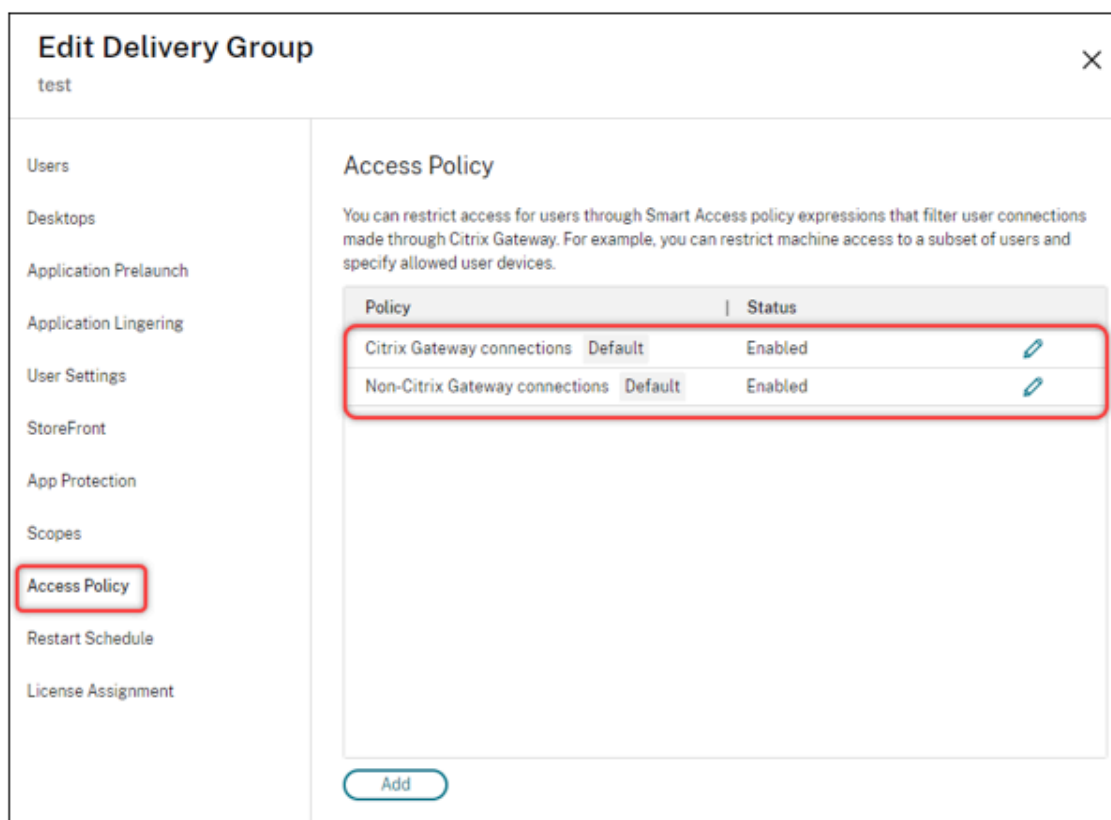 Edit Delivery Group
test
Users
Desktops
Application Prelaunch
Application Lingering
User Settings
StoreFront
App Protection
Scopes
Access Policy
Restart Schedule
License Assignment
Access Policy
You can restrict access for users through Smart Access policy expressions that filter user connections
made through Citrix Gateway. For example, you can restrict machine access to a subset of users and
specify allowed user devices.
Policy | Status
Citrix Gateway connections Default Enabled
Non-Citrix Gateway connections Default Enabled
Add